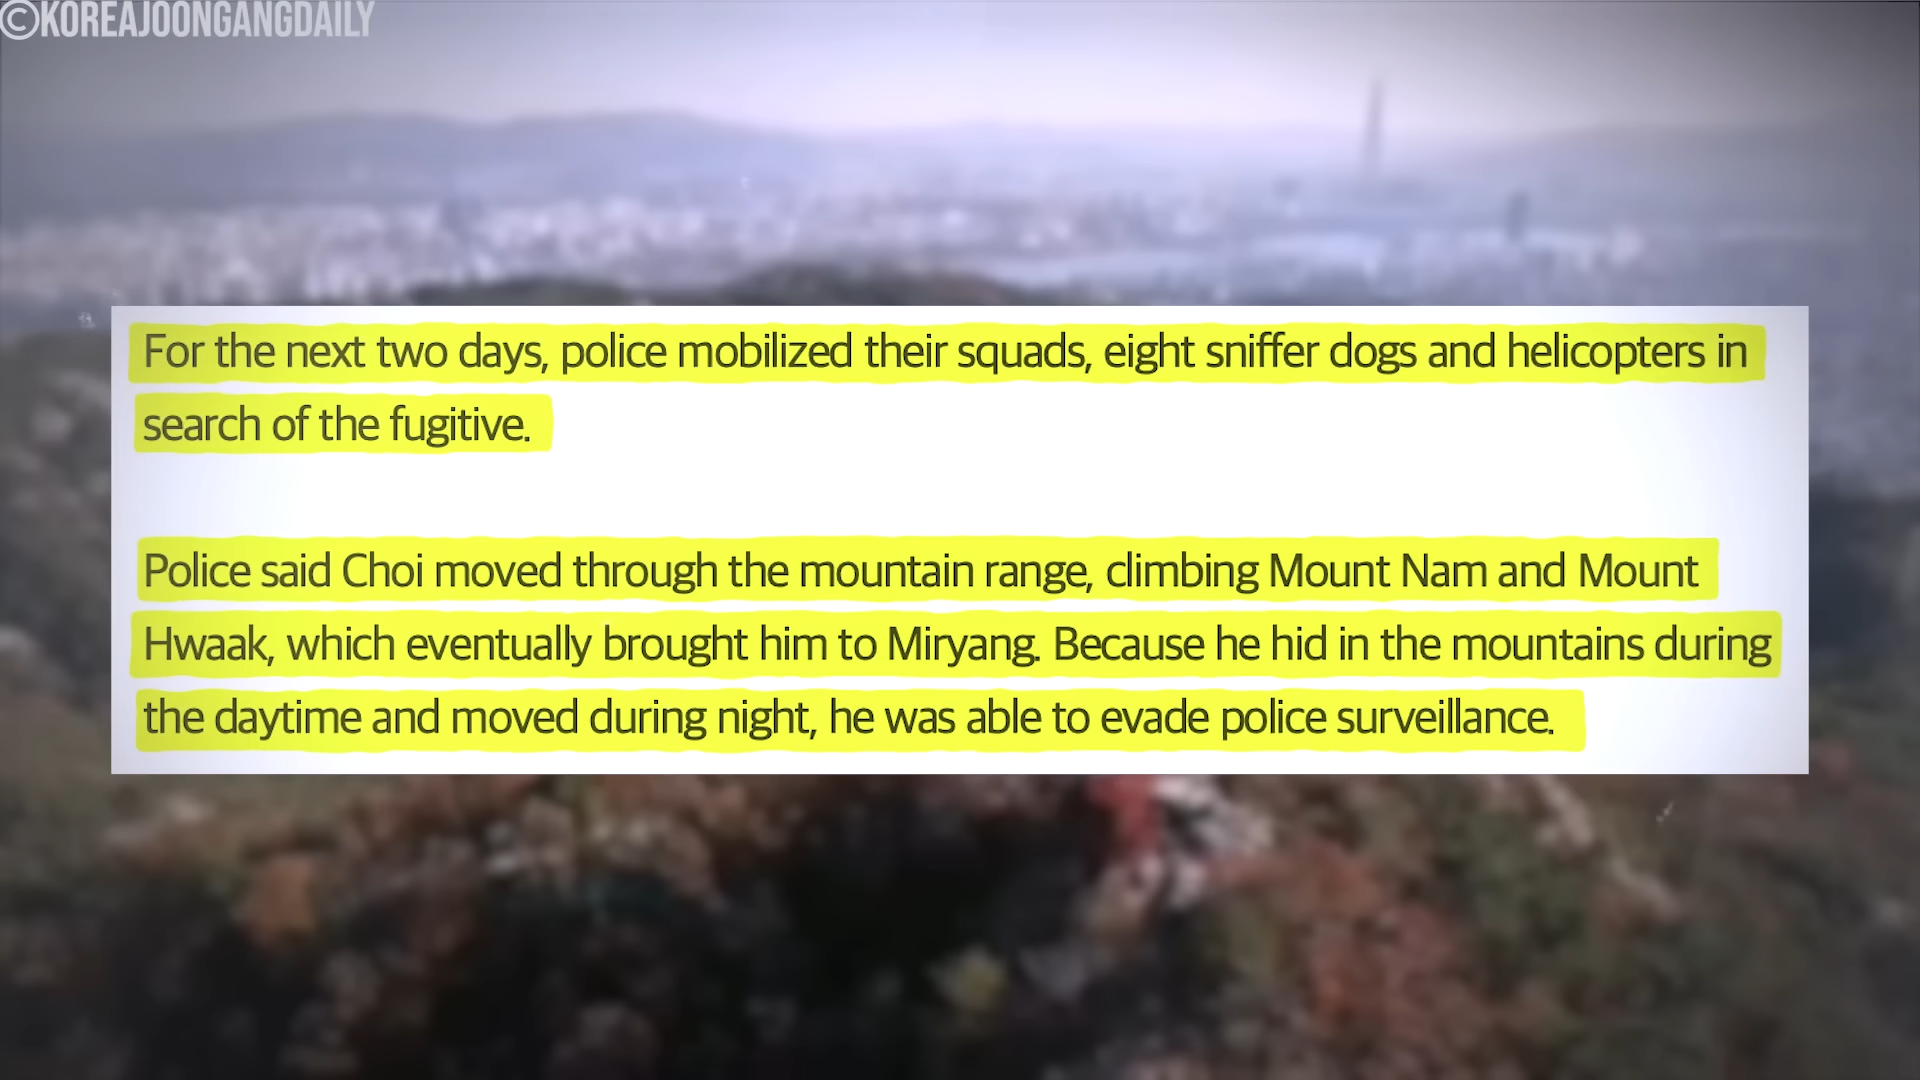 ©KOREAJOONGANGDAILY
For the next two days, police mobilized their squads, eight sniffer dogs and helicopters in
search of the fugitive.
Police said Choi moved through the mountain range, climbing Mount Nam and Mount
Hwaak, which eventually brought him to Miryang. Because he hid in the mountains during
the daytime and moved during night, he was able to evade police surveillance.